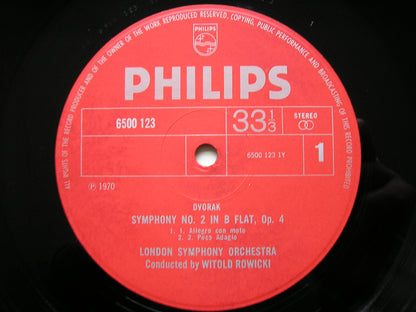 ALL RIGHTS OF THE RECORD PRODUCER AND OF THE OWNER OF THE WORK REPRODUCED RESERVED, COPYING, PUBLIC PERFORMANCE AND BROADCASTING OF THIS RECORD PROHIBITED
PHILIPS
PHILIPS
6500 123
33 1/3
STEREO
6500 123 1Y
1
℗ 1970
DVORAK
SYMPHONY NO. 2 IN B FLAT, Op. 4
1. 1. Allegro con moto
2. 2. Poco Adagio
LONDON SYMPHONY ORCHESTRA
Conducted by WITOLD ROWICKI